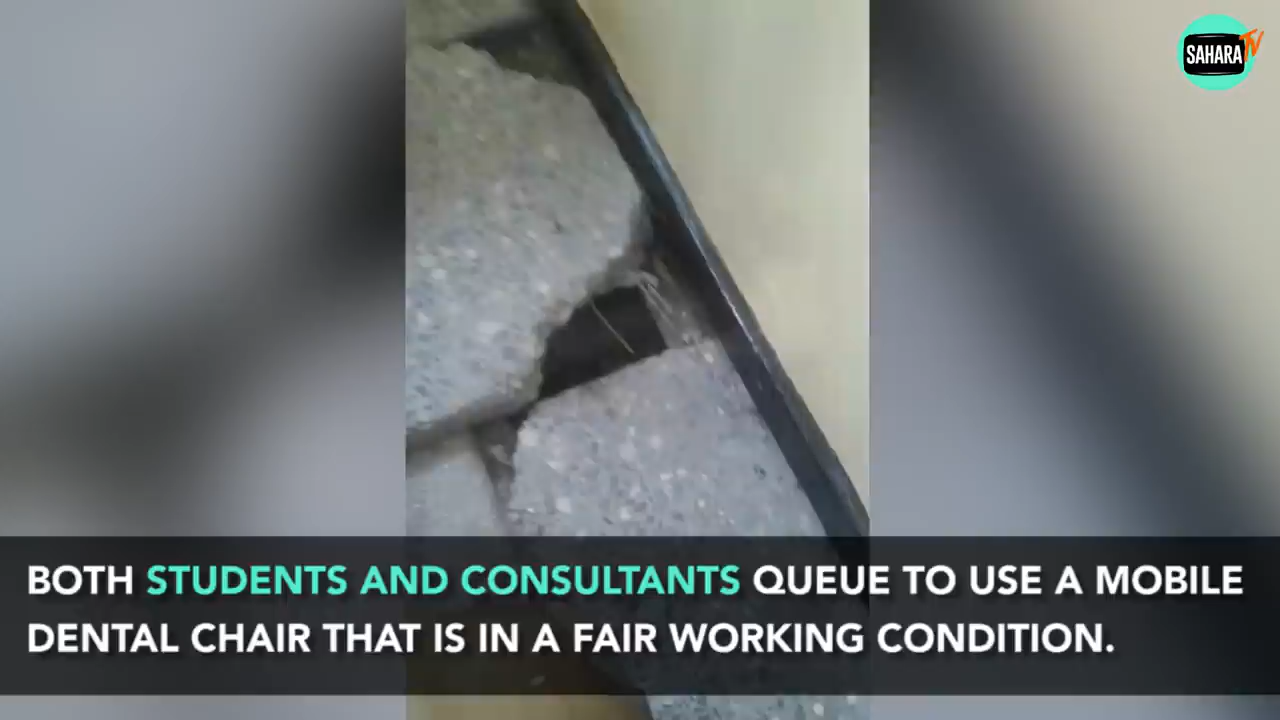 SAHARA TV
BOTH STUDENTS AND CONSULTANTS QUEUE TO USE A MOBILE
DENTAL CHAIR THAT IS IN A FAIR WORKING CONDITION.